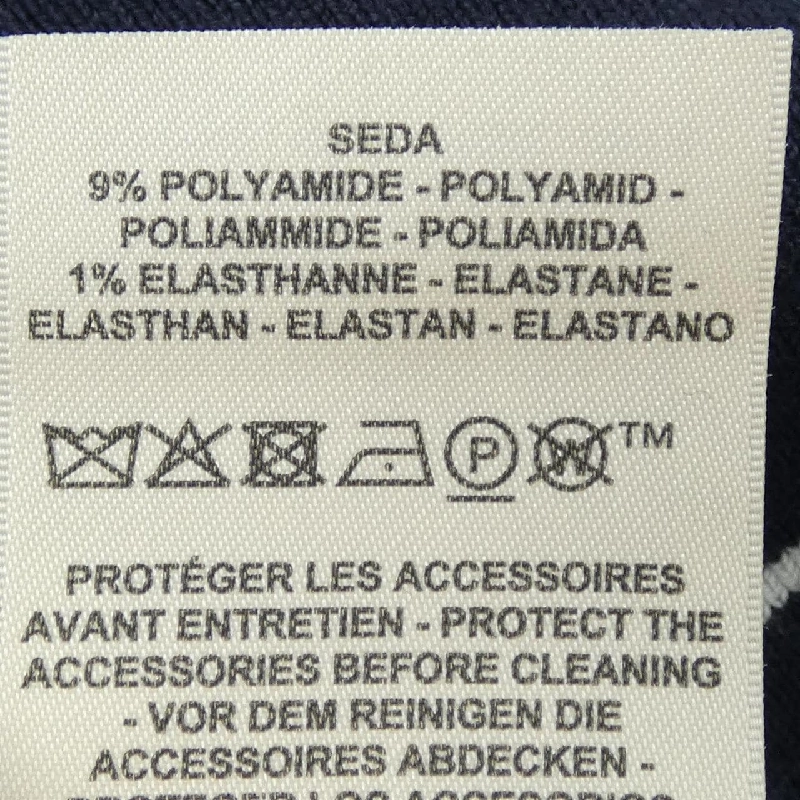 SEDA
9% POLYAMIDE - POLYAMID -
POLIAMMIDE - POLIAMIDA
1% ELASTHANNE - ELASTANE -
ELASTHAN - ELASTAN - ELASTANO
P W TM
PROTÉGER LES ACCESSOIRES
AVANT ENTRETIEN - PROTECT THE
ACCESSORIES BEFORE CLEANING
- VOR DEM REINIGEN DIE
ACCESSOIRES ABDECKEN -